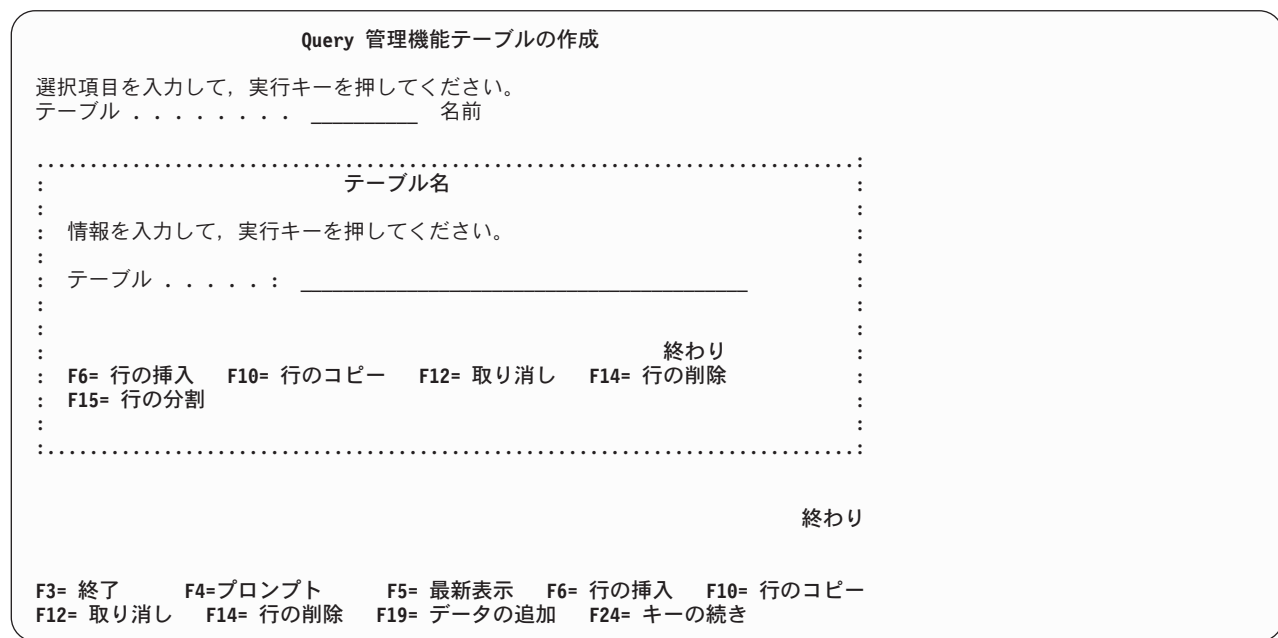 Query 管理機能テーブルの作成
選択項目を入力して，実行キーを押してください。
テーブル . . . . . . . . __________ 名前
.............................................................................:
: テーブル名 :
: :
: 情報を入力して，実行キーを押してください。 :
: :
: テーブル . . . . . : __________________________________________ :
: :
: :
: 終わり :
: F6= 行の挿入 F10= 行のコピー F12= 取り消し F14= 行の削除 :
: F15= 行の分割 :
: :
:............................................................................:
終わり
F3= 終了 F4=プロンプト F5= 最新表示 F6= 行の挿入 F10= 行のコピー
F12= 取り消し F14= 行の削除 F19= データの追加 F24= キーの続き